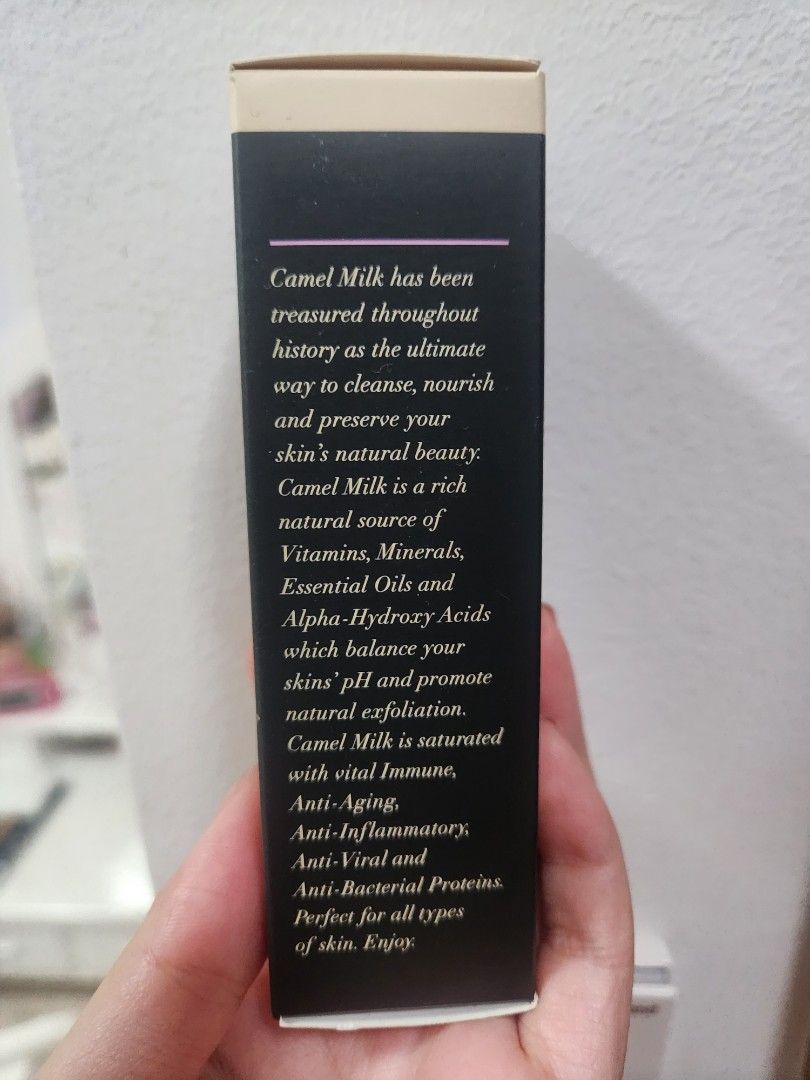 Camel Milk has been
treasured throughout
history as the ultimate
way to cleanse, nourish
and preserve your
skin's natural beauty.
Camel Milk is a rich
natural source of
Vitamins, Minerals,
Essential Oils and
Alpha-Hydroxy Acids
which balance your
skins' pH and promote
natural exfoliation.
Camel Milk is saturated
with vital Immune,
Anti-Aging,
Anti-Inflammatory,
Anti-Viral and
Anti-Bacterial Proteins.
Perfect for all types
of skin. Enjoy.